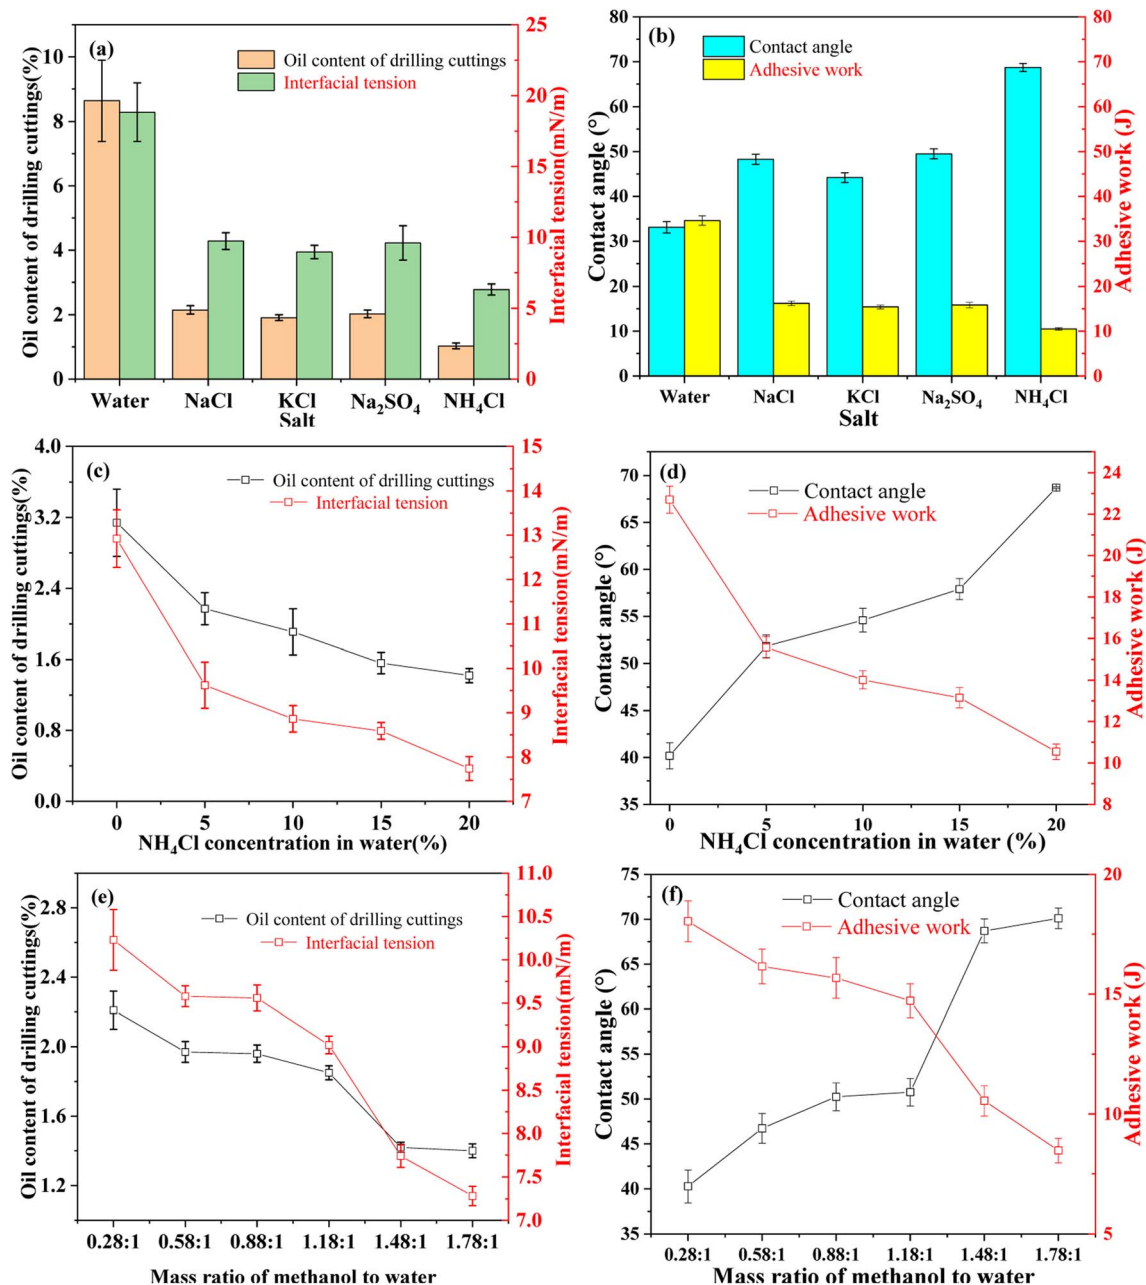 (a)
Oil content of drilling cuttings
Interfacial tension
Oil content of drilling cuttings(%)
10
8
6
4
2
0
Interfacial tension(mN/m)
25
20
15
10
5
0
Water NaCl KCl Na₂SO₄ NH₄Cl
Salt
(b)
Contact angle
Adhesive work
Contact angle (°)
80
70
60
50
40
30
20
10
0
Adhesive work (J)
80
70
60
50
40
30
20
10
0
Water NaCl KCl Na₂SO₄ NH₄Cl
Salt
(c)
Oil content of drilling cuttings
Interfacial tension
Oil content of drilling cuttings(%)
4.0
3.2
2.4
1.6
0.8
0.0
Interfacial tension(mN/m)
15
14
13
12
11
10
9
8
7
0 5 10 15 20
NH₄Cl concentration in water(%)
(d)
Contact angle
Adhesive work
Contact angle (°)
70
65
60
55
50
45
40
35
Adhesive work (J)
24
22
20
18
16
14
12
10
8
0 5 10 15 20
NH₄Cl concentration in water (%)
(e)
Oil content of drilling cuttings
Interfacial tension
Oil content of drilling cuttings(%)
2.8
2.4
2.0
1.6
1.2
Interfacial tension(mN/m)
11.0
10.5
10.0
9.5
9.0
8.5
8.0
7.5
7.0
0.28:1 0.58:1 0.88:1 1.18:1 1.48:1 1.78:1
Mass ratio of methanol to water
(f)
Contact angle
Adhesive work
Contact angle (°)
75
70
65
60
55
50
45
40
35
Adhesive work (J)
20
15
10
5
0.28:1 0.58:1 0.88:1 1.18:1 1.48:1 1.78:1
Mass ratio of methanol to water